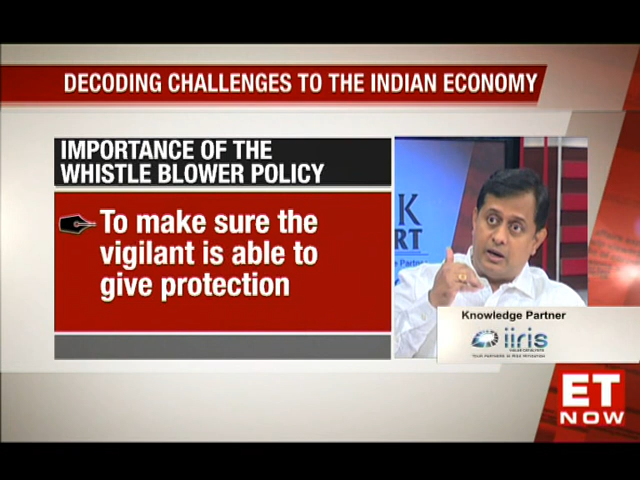 DECODING CHALLENGES TO THE INDIAN ECONOMY
IMPORTANCE OF THE
WHISTLE BLOWER POLICY
To make sure the
vigilant is able to
give protection
K
RT
Knowledge Partner
iiris
ET
NOW